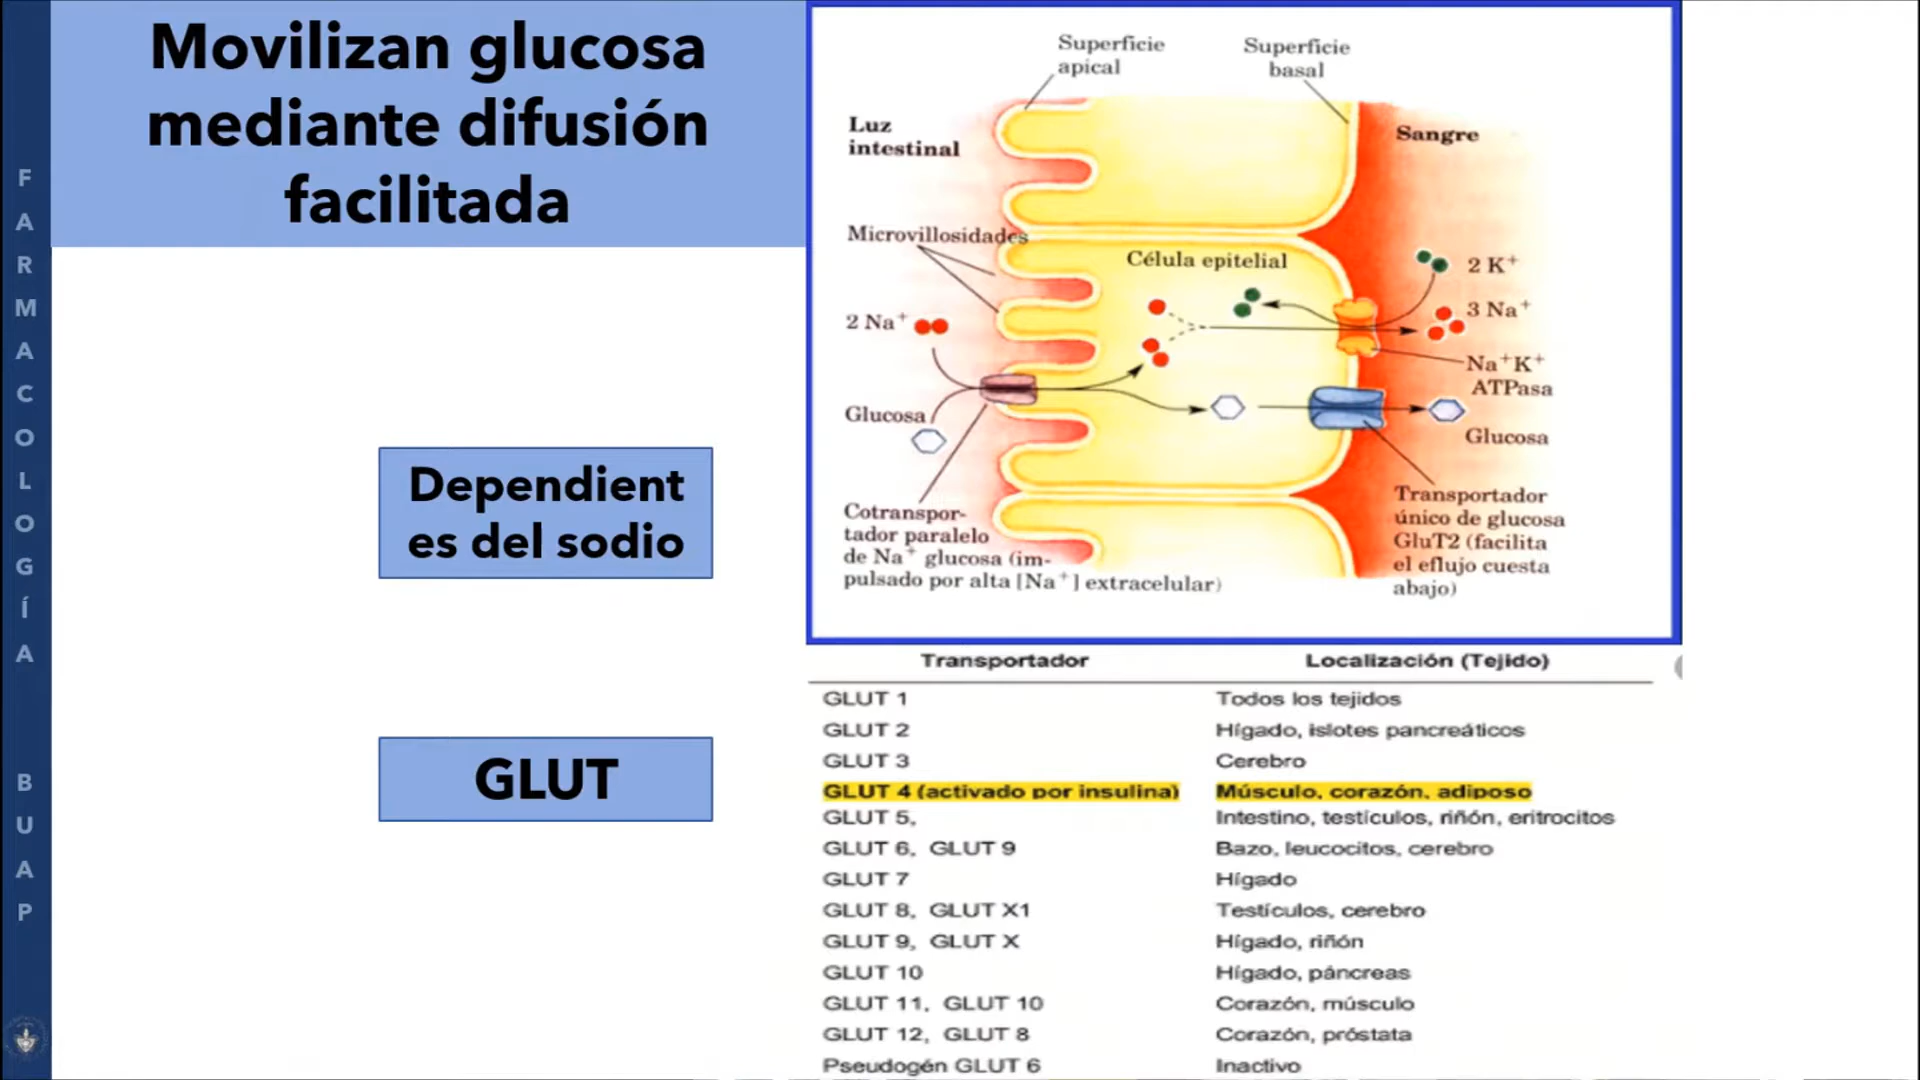 Movilizan glucosa
mediante difusión
facilitada
FARMACOLOGÍA BUAP
Dependient
es del sodio
GLUT
Superficie
apical
Superficie
basal
Luz
intestinal
Sangre
Microvillosidades
Célula epitelial
2 K⁺
3 Na⁺
2 Na⁺
Na⁺K⁺
ATPasa
Glucosa
Glucosa
Cotranspor-
tador paralelo
de Na⁺ glucosa (im-
pulsado por alta [Na⁺] extracelular)
Transportador
único de glucosa
GluT2 (facilita
el eflujo cuesta
abajo)
Transportador Localización (Tejido)
GLUT 1 Todos los tejidos
GLUT 2 Hígado, islotes pancreáticos
GLUT 3 Cerebro
GLUT 4 (activado por insulina) Músculo, corazón, adiposo
GLUT 5, Intestino, testículos, riñón, eritrocitos
GLUT 6, GLUT 9 Bazo, leucocitos, cerebro
GLUT 7 Hígado
GLUT 8, GLUT X1 Testículos, cerebro
GLUT 9, GLUT X Hígado, riñón
GLUT 10 Hígado, páncreas
GLUT 11, GLUT 10 Corazón, músculo
GLUT 12, GLUT 8 Corazón, próstata
Pseudogén GLUT 6 Inactivo